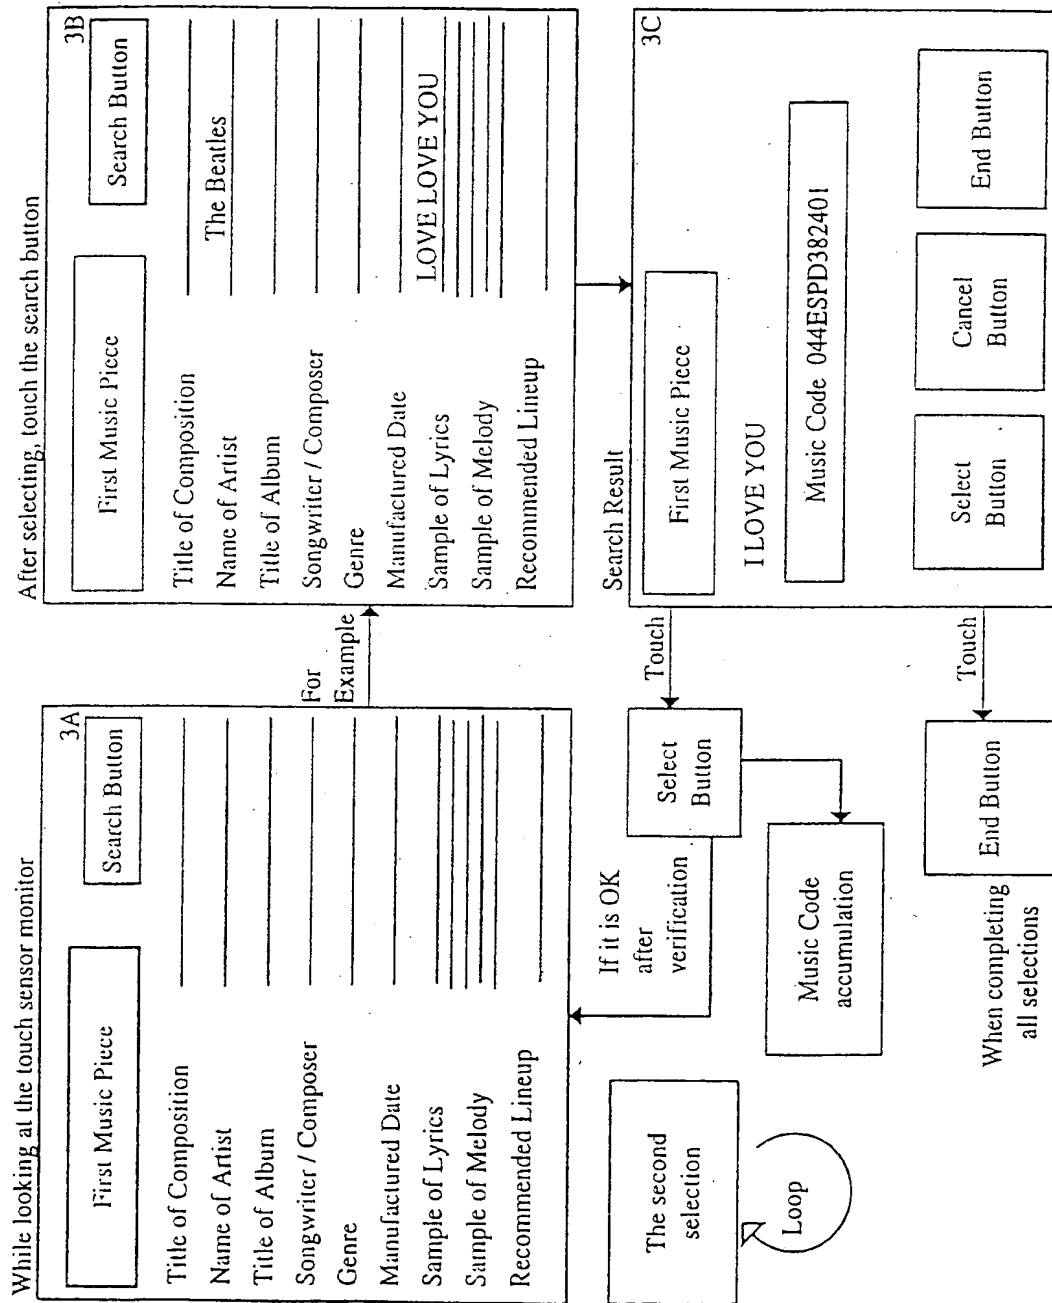 While looking at the touch sensor monitor
3A
First Music Piece
Search Button
Title of Composition
Name of Artist
Title of Album
Songwriter / Composer
Genre
Manufactured Date
Sample of Lyrics
Sample of Melody
Recommended Lineup
For
Example
After selecting, touch the search button
3B
First Music Piece
Search Button
Title of Composition
Name of Artist
The Beatles
Title of Album
Songwriter / Composer
Genre
Manufactured Date
Sample of Lyrics
LOVE LOVE YOU
Sample of Melody
Recommended Lineup
Search Result
3C
First Music Piece
I LOVE YOU
Music Code 044ESPD382401
Select
Button
Cancel
Button
End Button
Touch
Select
Button
If it is OK
after
verification
Music Code
accumulation
The second
selection
Loop
Touch
End Button
When completing
all selections